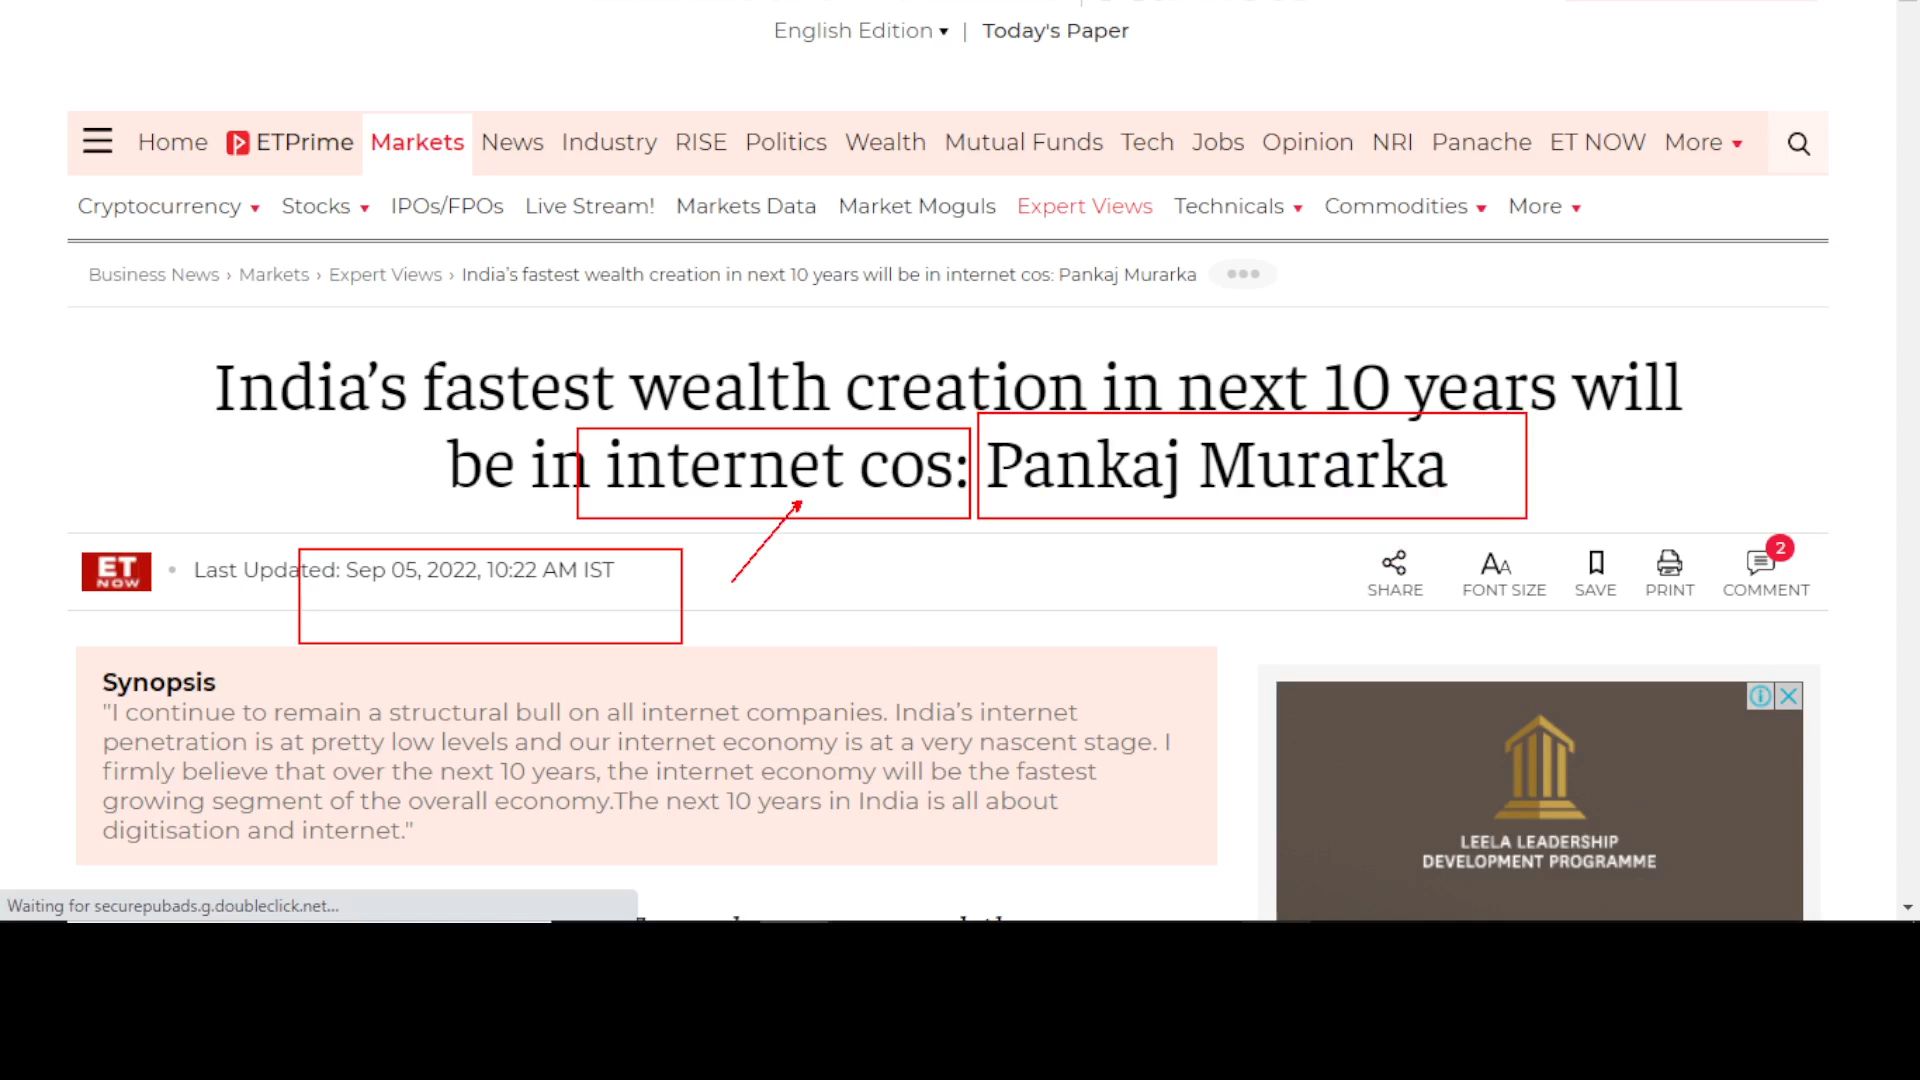 English Edition | Today's Paper
Home ETPrime Markets News Industry RISE Politics Wealth Mutual Funds Tech Jobs Opinion NRI Panache ET NOW More
Cryptocurrency Stocks IPOs/FPOs Live Stream! Markets Data Market Moguls Expert Views Technicals Commodities More
Business News › Markets › Expert Views › India’s fastest wealth creation in next 10 years will be in internet cos: Pankaj Murarka
India’s fastest wealth creation in next 10 years will
be in internet cos: Pankaj Murarka
ET NOW • Last Updated: Sep 05, 2022, 10:22 AM IST
SHARE FONT SIZE SAVE PRINT COMMENT 2
Synopsis
"I continue to remain a structural bull on all internet companies. India’s internet
penetration is at pretty low levels and our internet economy is at a very nascent stage. I
firmly believe that over the next 10 years, the internet economy will be the fastest
growing segment of the overall economy.The next 10 years in India is all about
digitisation and internet."
LEELA LEADERSHIP
DEVELOPMENT PROGRAMME
Waiting for securepubads.g.doubleclick.net...